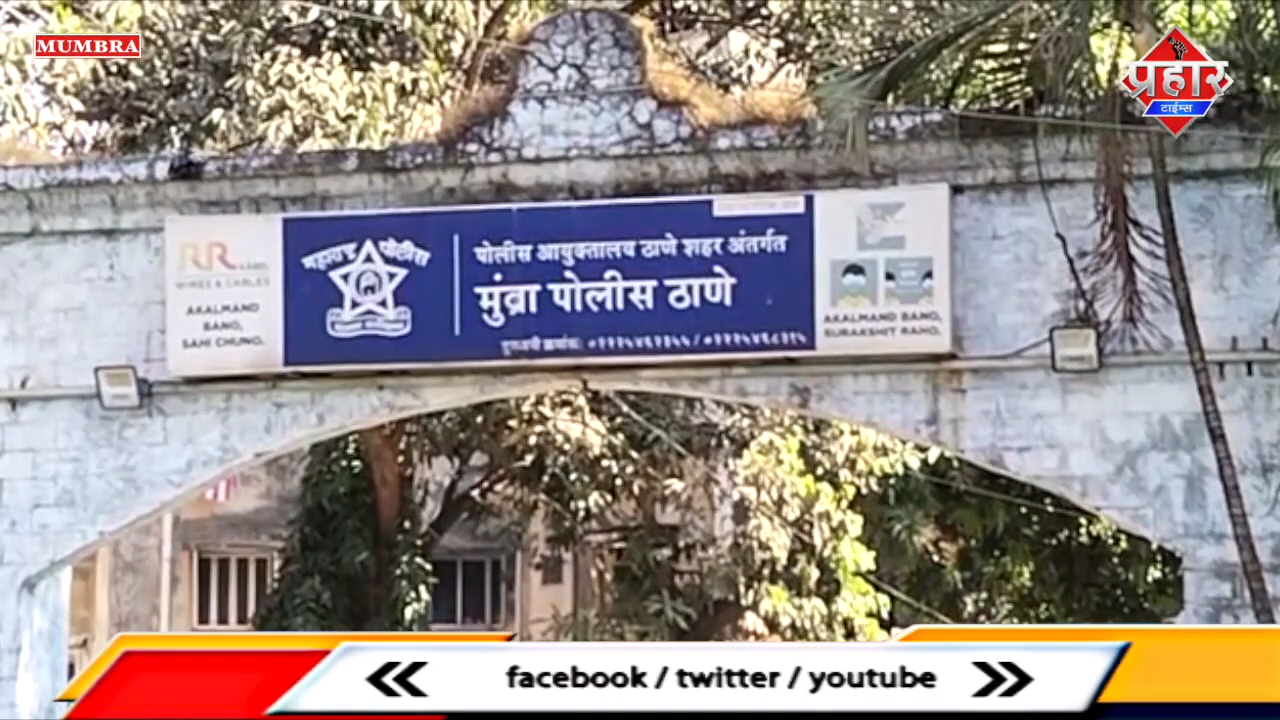 MUMBRA
प्रहार
टाईम्स
RR
WIRES & CABLES
AKALMAND
BANO,
SAHI CHUNO.
महाराष्ट्र पोलीस
पोलीस आयुक्तालय ठाणे शहर अंतर्गत
मुंब्रा पोलीस ठाणे
AKALMAND BANO,
SURAKSHIT RAHO.
facebook / twitter / youtube